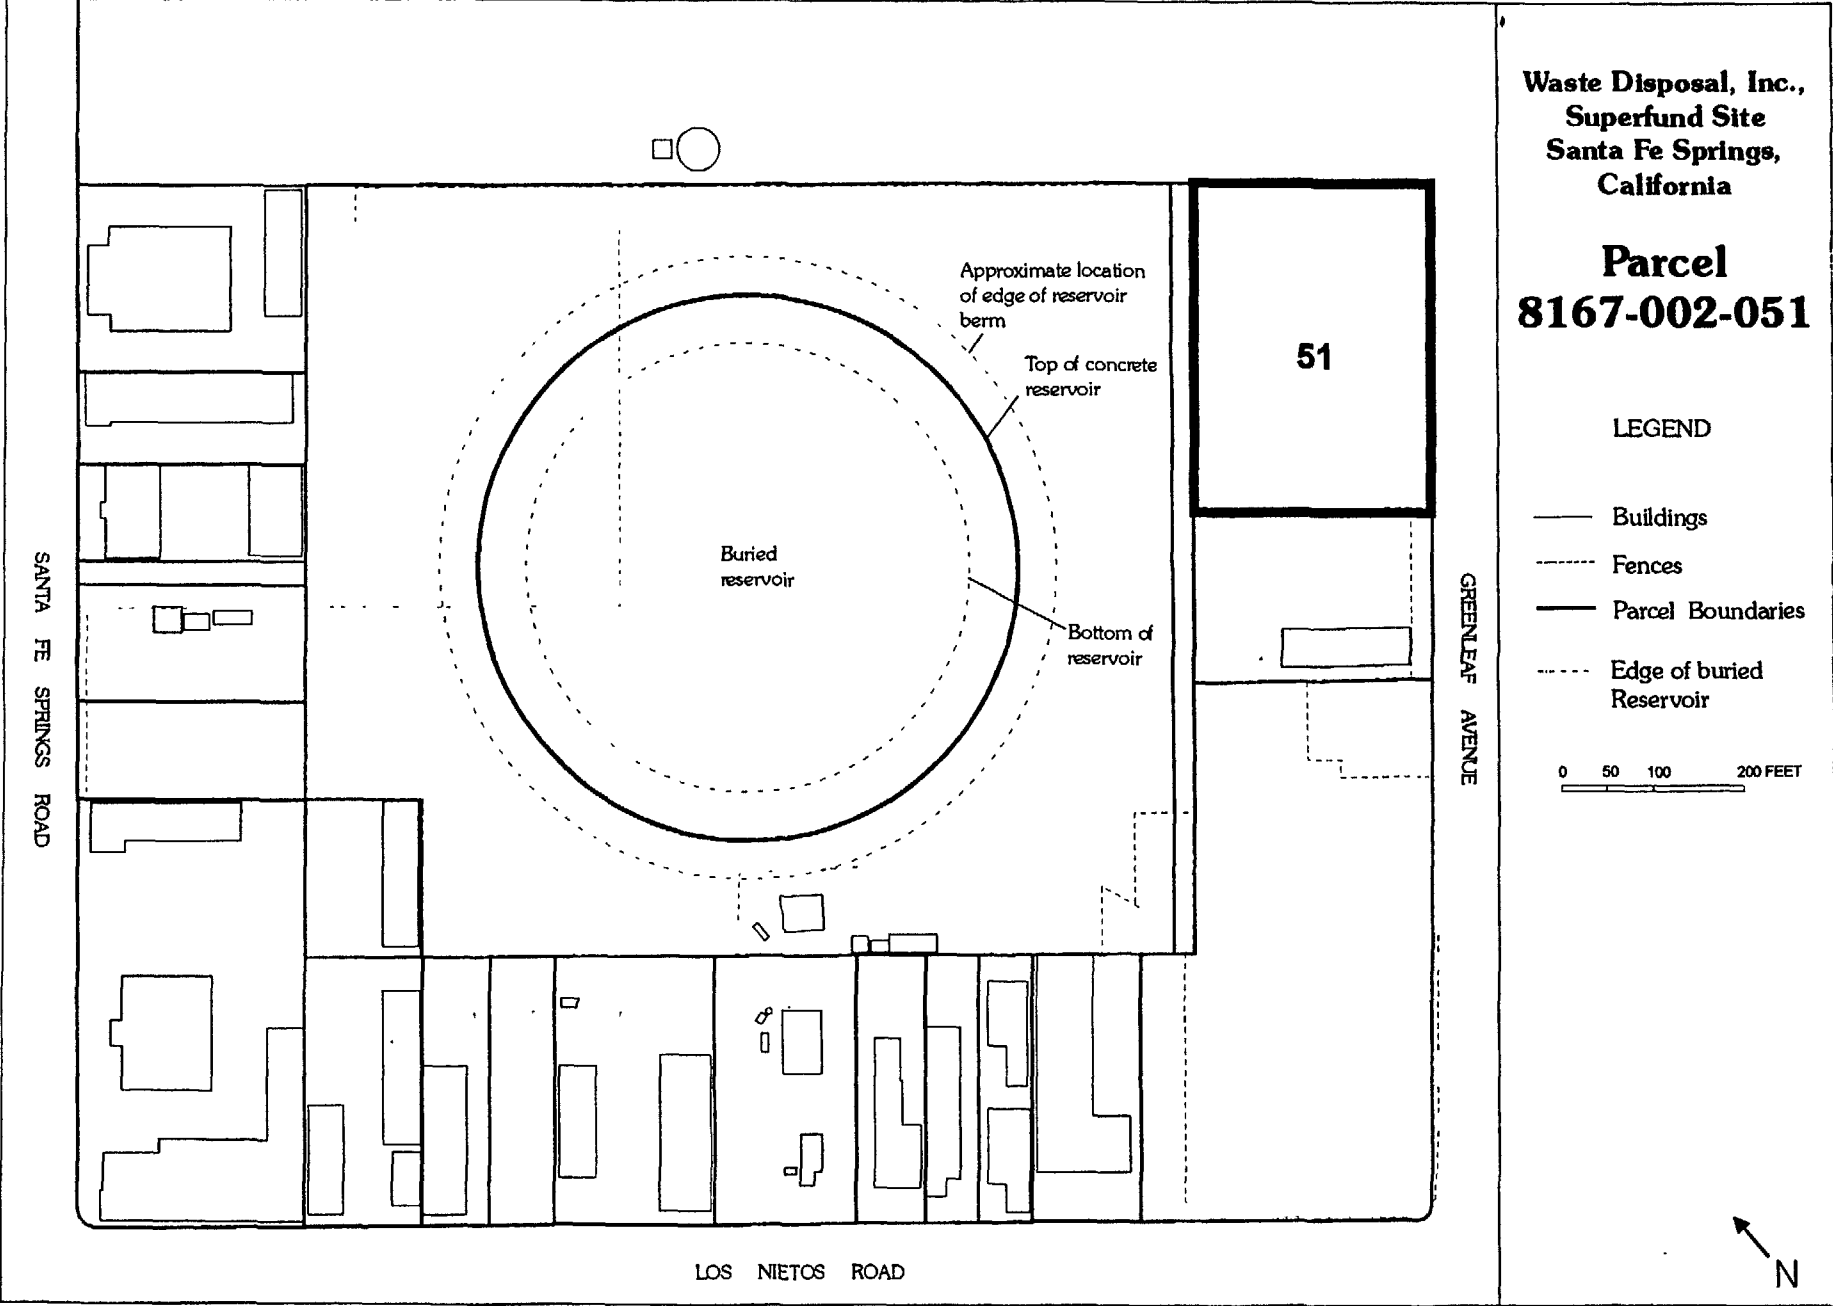 Waste Disposal, Inc.,
Superfund Site
Santa Fe Springs,
California
Parcel
8167-002-051
LEGEND
Buildings
Fences
Parcel Boundaries
Edge of buried
Reservoir
0 50 100 200 FEET
N
Approximate location
of edge of reservoir
berm
Top of concrete
reservoir
51
Buried
reservoir
Bottom of
reservoir
SANTA FE SPRINGS ROAD
GREENLEAF AVENUE
LOS NIETOS ROAD